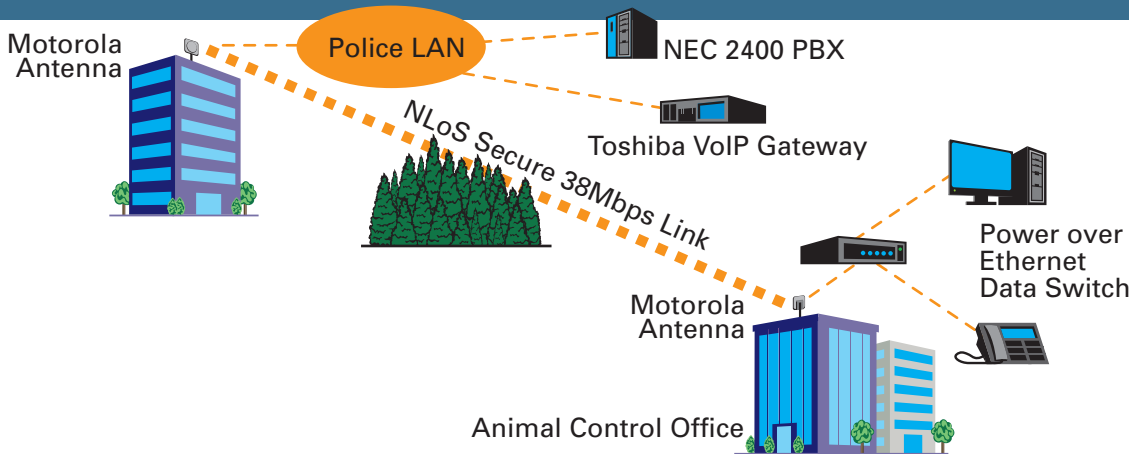 Motorola
Antenna
Police LAN
NEC 2400 PBX
Toshiba VoIP Gateway
NLoS Secure 38Mbps Link
Power over
Ethernet
Data Switch
Motorola
Antenna
Animal Control Office